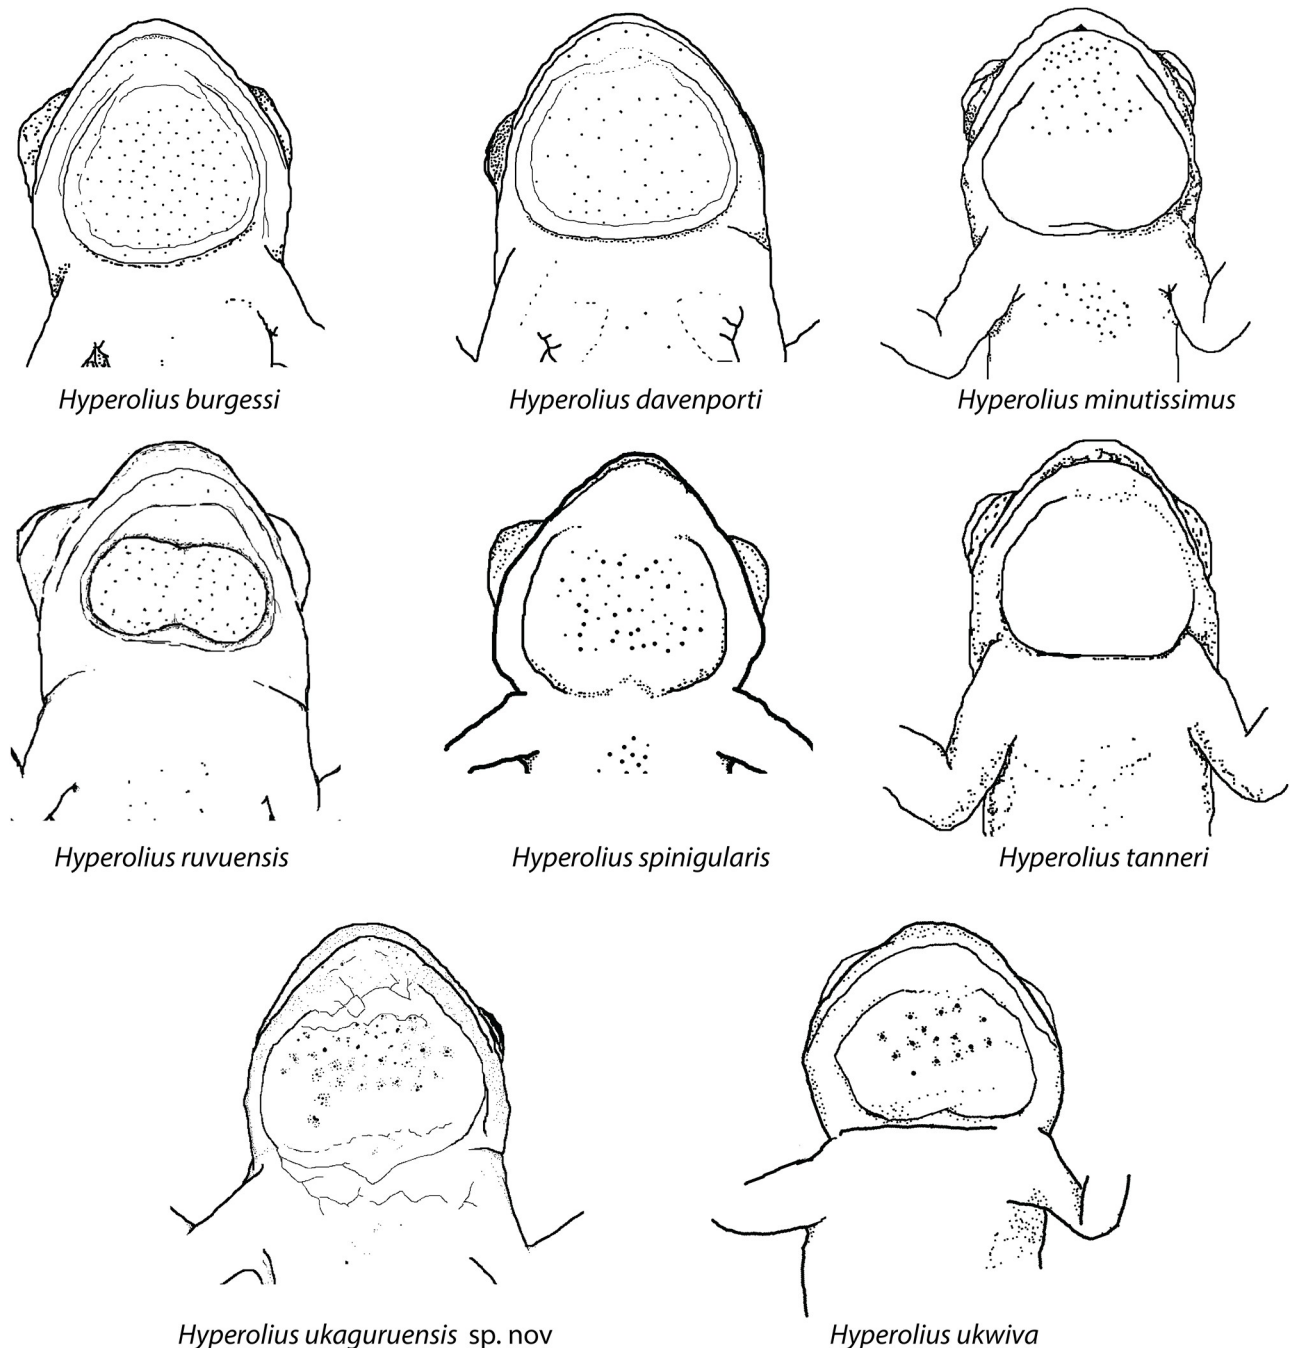 Hyperolius burgessi
Hyperolius davenporti
Hyperolius minutissimus
Hyperolius ruvuensis
Hyperolius spinigularis
Hyperolius tanneri
Hyperolius ukaguruensis sp. nov
Hyperolius ukwiva